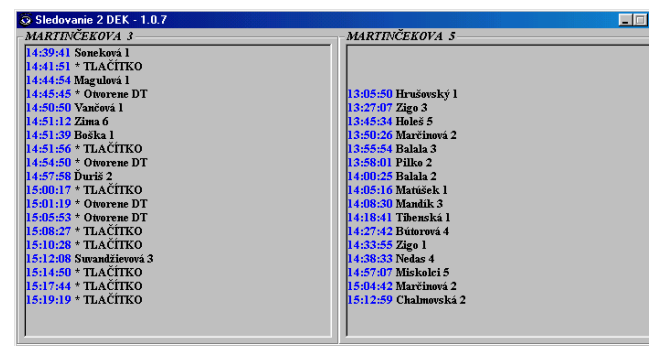 Sledovanie 2 DEK - 1.0.7
MARTINČEKOVA 3
14:39:41 Soneková 1
14:41:51 * TLAČÍTKO
14:44:54 Magulová 1
14:45:45 * Otvorene DT
14:50:50 Vančová 1
14:51:12 Zima 6
14:51:39 Boška 1
14:51:56 * TLAČÍTKO
14:54:50 * Otvorene DT
14:57:58 Ďuriš 2
15:00:17 * TLAČÍTKO
15:01:19 * Otvorene DT
15:05:53 * Otvorene DT
15:08:27 * TLAČÍTKO
15:10:28 * TLAČÍTKO
15:12:08 Suvandžievová 3
15:14:50 * TLAČÍTKO
15:17:44 * TLAČÍTKO
15:19:19 * TLAČÍTKO
MARTINČEKOVA 5
13:05:50 Hrušovský 1
13:27:07 Zigo 3
13:45:34 Holeš 5
13:50:26 Marčinová 2
13:55:54 Balala 3
13:58:01 Pilko 2
14:00:25 Balala 2
14:05:16 Matúšek 1
14:08:30 Mandik 3
14:18:41 Tibenská 1
14:27:42 Bútorová 4
14:33:55 Zigo 1
14:38:33 Nedas 4
14:57:07 Miskolci 5
15:04:42 Marčinová 2
15:12:59 Chalmovská 2